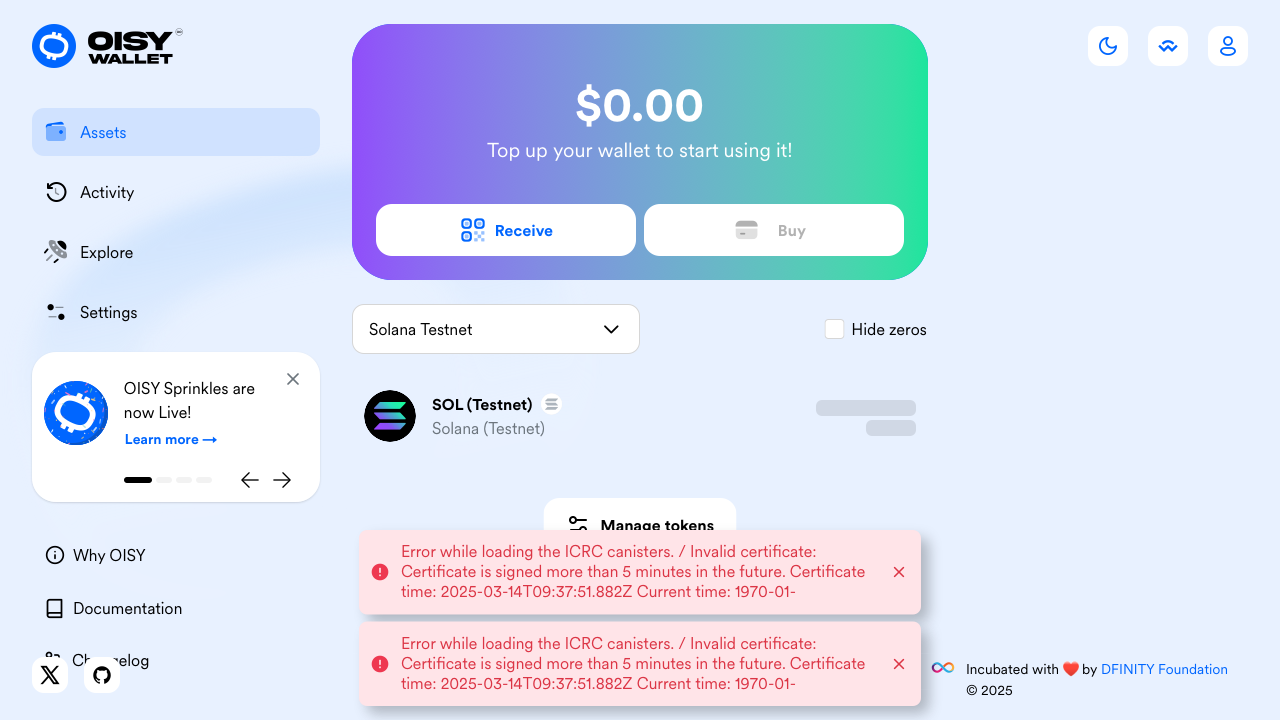 OISY
WALLET
Assets
Activity
Explore
Settings
OISY Sprinkles are
now Live!
Learn more →
Why OISY
Documentation
$0.00
Top up your wallet to start using it!
Receive
Buy
Solana Testnet
Hide zeros
SOL (Testnet)
Solana (Testnet)
Manage tokens
Error while loading the ICRC canisters. / Invalid certificate:
Certificate is signed more than 5 minutes in the future. Certificate
time: 2025-03-14T09:37:51.882Z Current time: 1970-01-
Error while loading the ICRC canisters. / Invalid certificate:
Certificate is signed more than 5 minutes in the future. Certificate
time: 2025-03-14T09:37:51.882Z Current time: 1970-01-
Incubated with ❤️ by DFINITY Foundation
© 2025